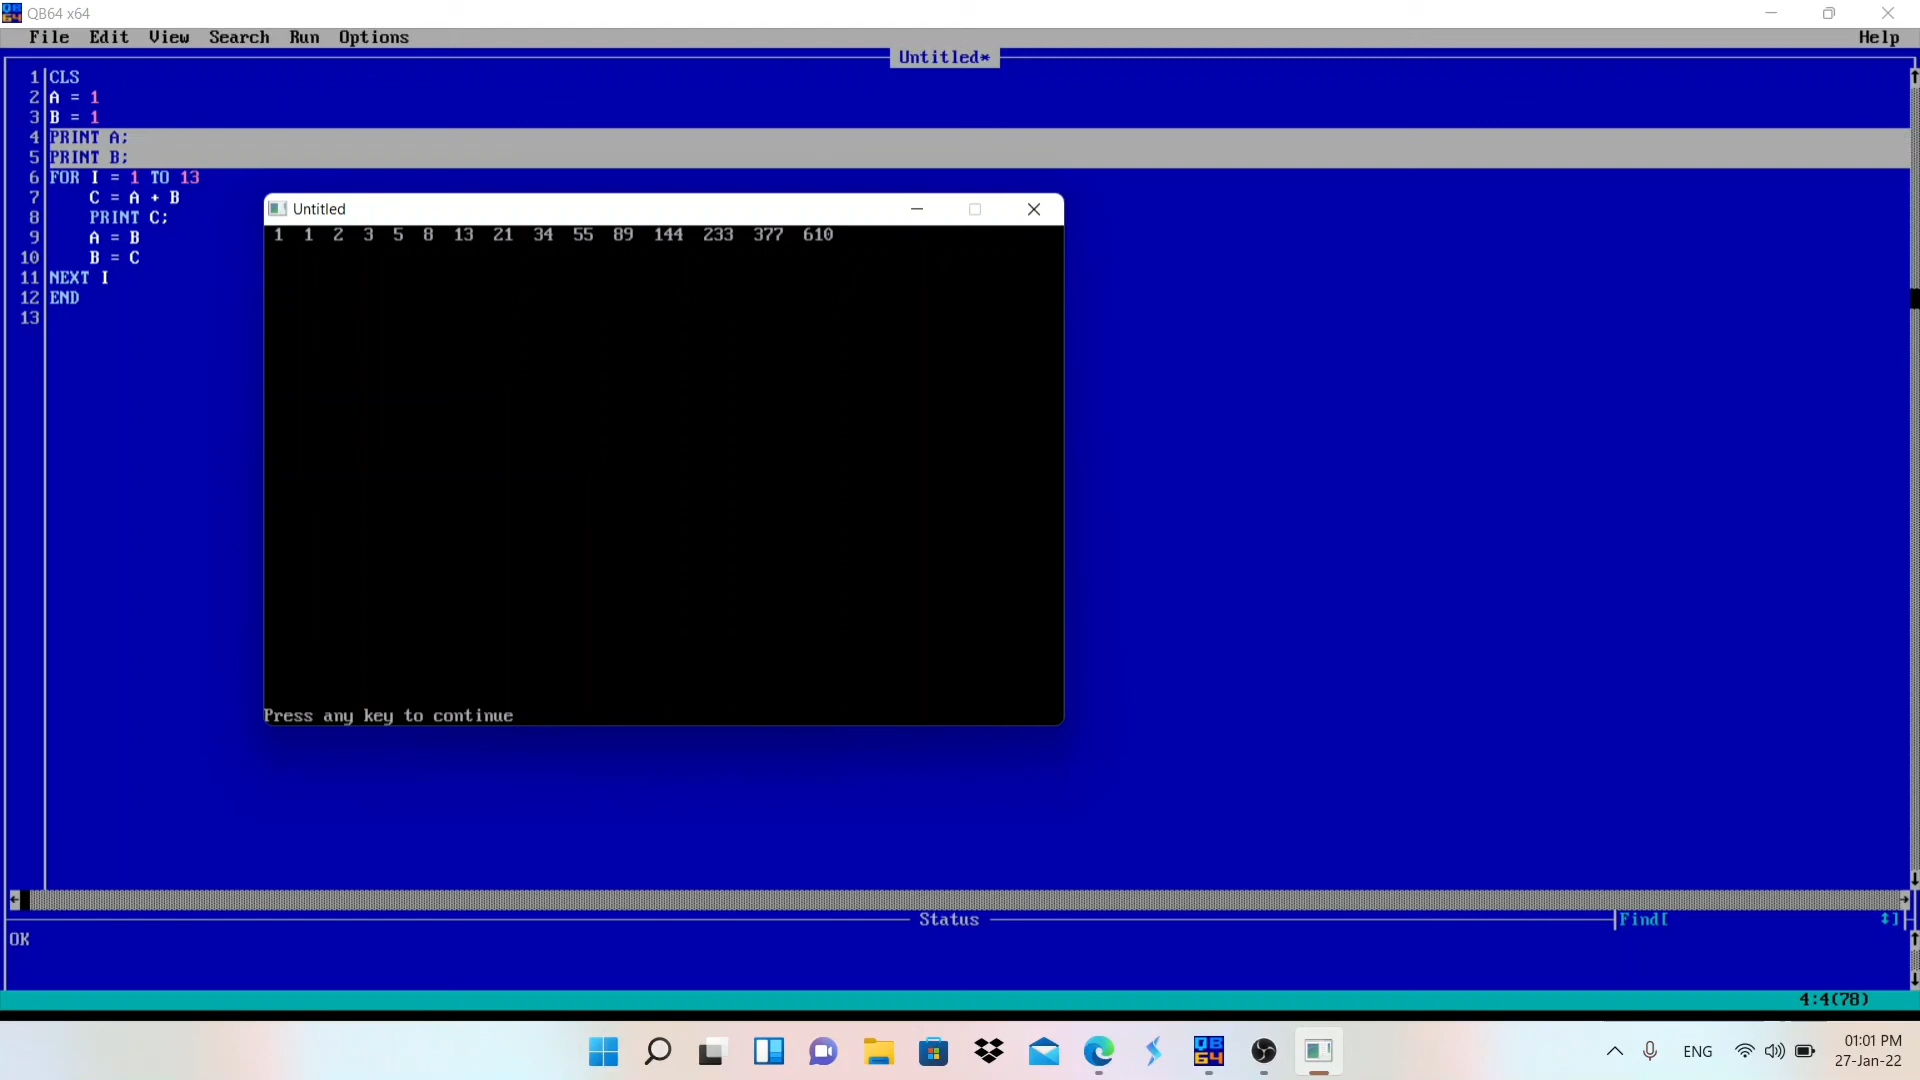 QB64 x64
File Edit View Search Run Options Help
Untitled*
1 CLS
2 A = 1
3 B = 1
4 PRINT A;
5 PRINT B;
6 FOR I = 1 TO 13
7 C = A + B
8 PRINT C;
9 A = B
10 B = C
11 NEXT I
12 END
13
Untitled
1 1 2 3 5 8 13 21 34 55 89 144 233 377 610
Press any key to continue
Status
Find[ ]
OK
4:4(78)
QB64
ENG
01:01 PM
27-Jan-22